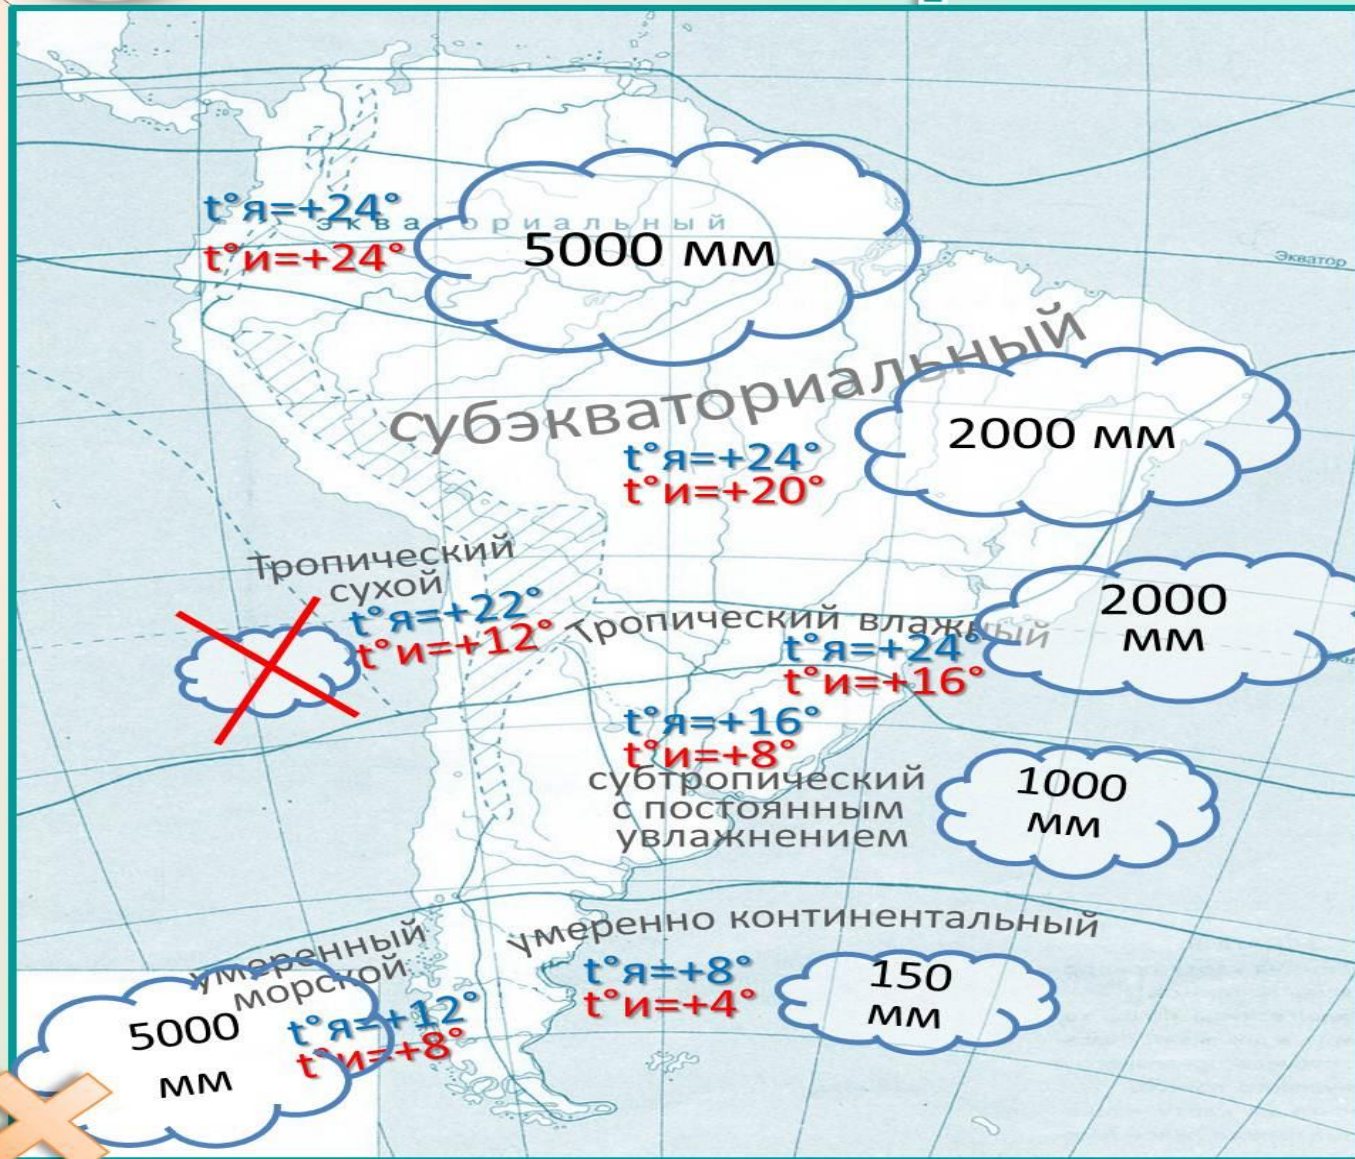 t°я=+24°
экваториальный
t°и=+24°
5000 мм
Экватор
субэкваториальный
2000 мм
t°я=+24°
t°и=+20°
Тропический
сухой
t°я=+22°
t°и=+12°
Тропический влажный
2000
мм
t°я=+24°
t°и=+16°
t°я=+16°
t°и=+8°
субтропический
с постоянным
увлажнением
1000
мм
умеренно континентальный
t°я=+8°
t°и=+4°
150
мм
умеренный
морской
5000
мм
t°я=+12°
t°и=+8°